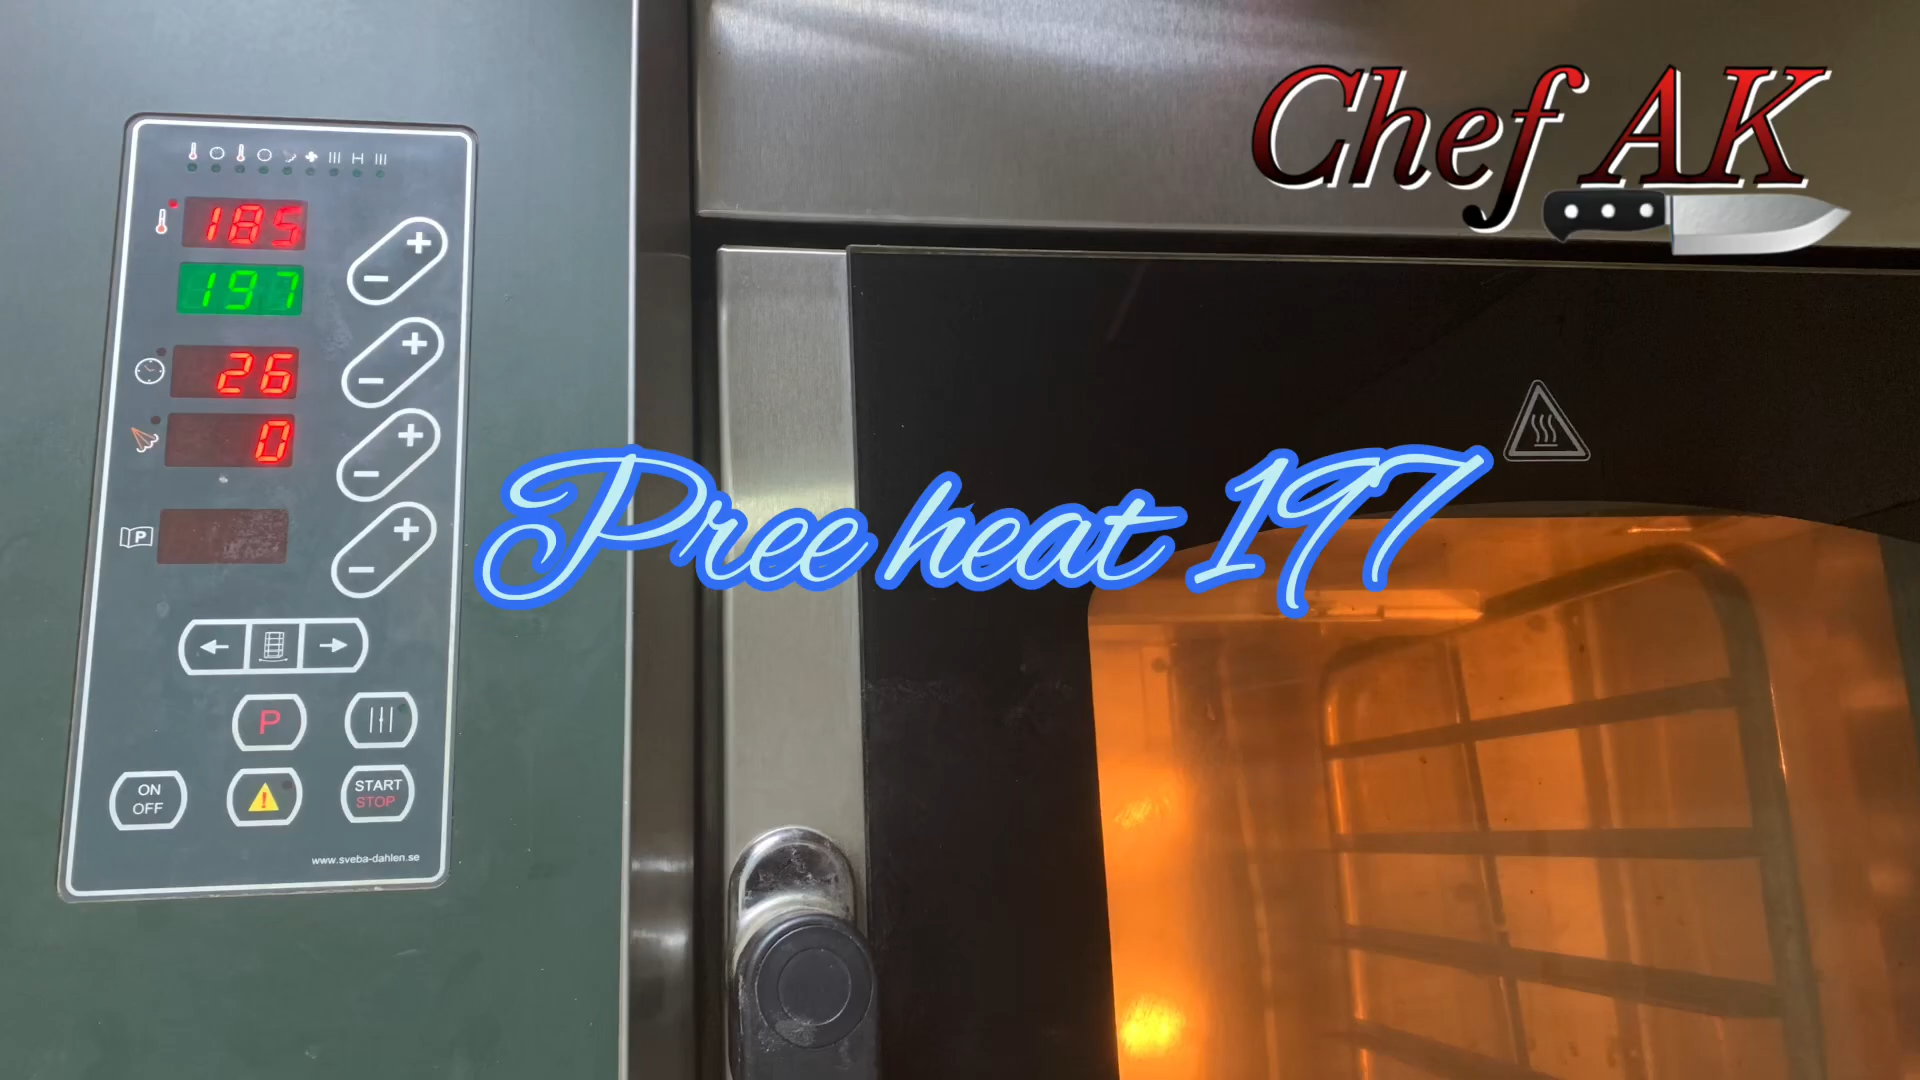 Chef AK
185
197
26
0
Pree heat 197
P
P
ON
OFF
START
STOP
www.sveba-dahlen.se